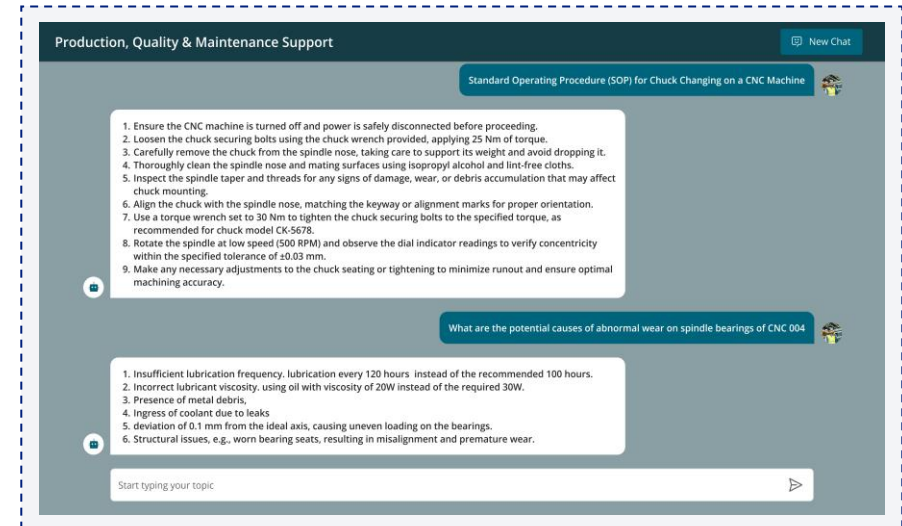 Production, Quality & Maintenance Support
New Chat
Standard Operating Procedure (SOP) for Chuck Changing on a CNC Machine
1. Ensure the CNC machine is turned off and power is safely disconnected before proceeding.
2. Loosen the chuck securing bolts using the chuck wrench provided, applying 25 Nm of torque.
3. Carefully remove the chuck from the spindle nose, taking care to support its weight and avoid dropping it.
4. Thoroughly clean the spindle nose and mating surfaces using isopropyl alcohol and lint-free cloths.
5. Inspect the spindle taper and threads for any signs of damage, wear, or debris accumulation that may affect
chuck mounting.
6. Align the chuck with the spindle nose, matching the keyway or alignment marks for proper orientation.
7. Use a torque wrench set to 30 Nm to tighten the chuck securing bolts to the specified torque, as
recommended for chuck model CK-5678.
8. Rotate the spindle at low speed (500 RPM) and observe the dial indicator readings to verify concentricity
within the specified tolerance of ±0.03 mm.
9. Make any necessary adjustments to the chuck seating or tightening to minimize runout and ensure optimal
machining accuracy.
What are the potential causes of abnormal wear on spindle bearings of CNC 004
1. Insufficient lubrication frequency. lubrication every 120 hours instead of the recommended 100 hours.
2. Incorrect lubricant viscosity. using oil with viscosity of 20W instead of the required 30W.
3. Presence of metal debris,
4. Ingress of coolant due to leaks
5. deviation of 0.1 mm from the ideal axis, causing uneven loading on the bearings.
6. Structural issues, e.g., worn bearing seats, resulting in misalignment and premature wear.
Start typing your topic